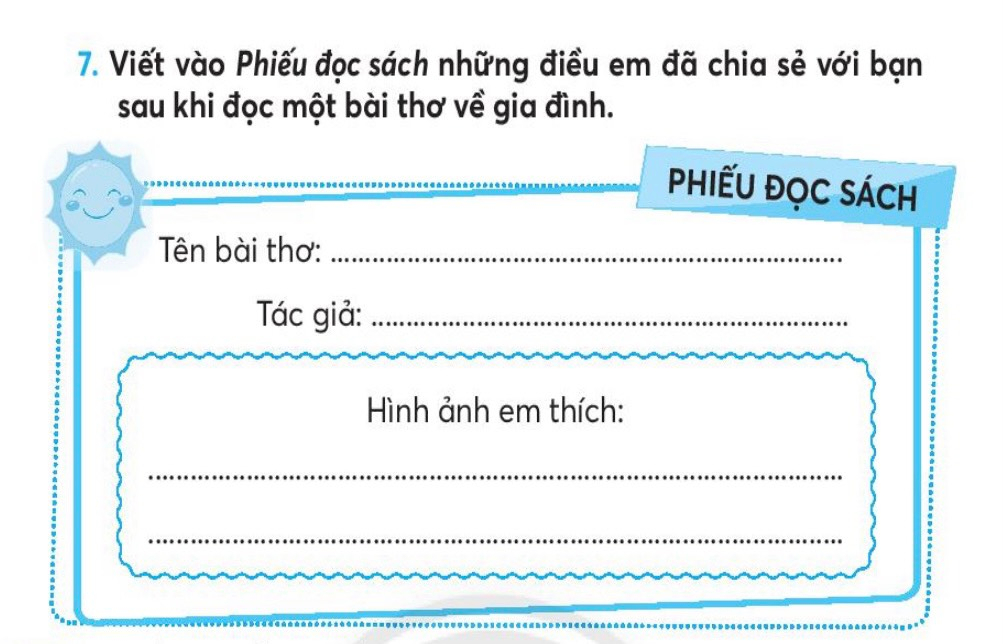 7. Viết vào Phiếu đọc sách những điều em đã chia sẻ với bạn
sau khi đọc một bài thơ về gia đình.
PHIẾU ĐỌC SÁCH
Tên bài thơ: ..........................................................................
Tác giả: .....................................................................
Hình ảnh em thích:
....................................................................................................
....................................................................................................